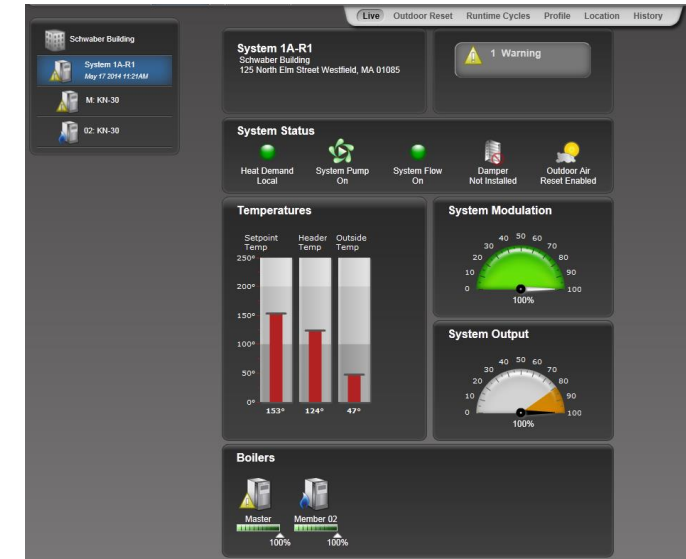 Live Outdoor Reset Runtime Cycles Profile Location History
Schwaber Building
System 1A-R1
May 17 2014 11:21AM
M: KN-30
02: KN-30
System 1A-R1
Schwaber Building
125 North Elm Street Westfield, MA 01085
1 Warning
System Status
Heat Demand
Local
System Pump
On
System Flow
On
Damper
Not Installed
Outdoor Air
Reset Enabled
Temperatures
Setpoint
Temp
Header
Temp
Outside
Temp
250°
200°
150°
100°
50°
0°
153° 124° 47°
System Modulation
0 10 20 30 40 50 60 70 80 90 100
100%
System Output
0 10 20 30 40 50 60 70 80 90 100
100%
Boilers
Master
100%
Member 02
100%